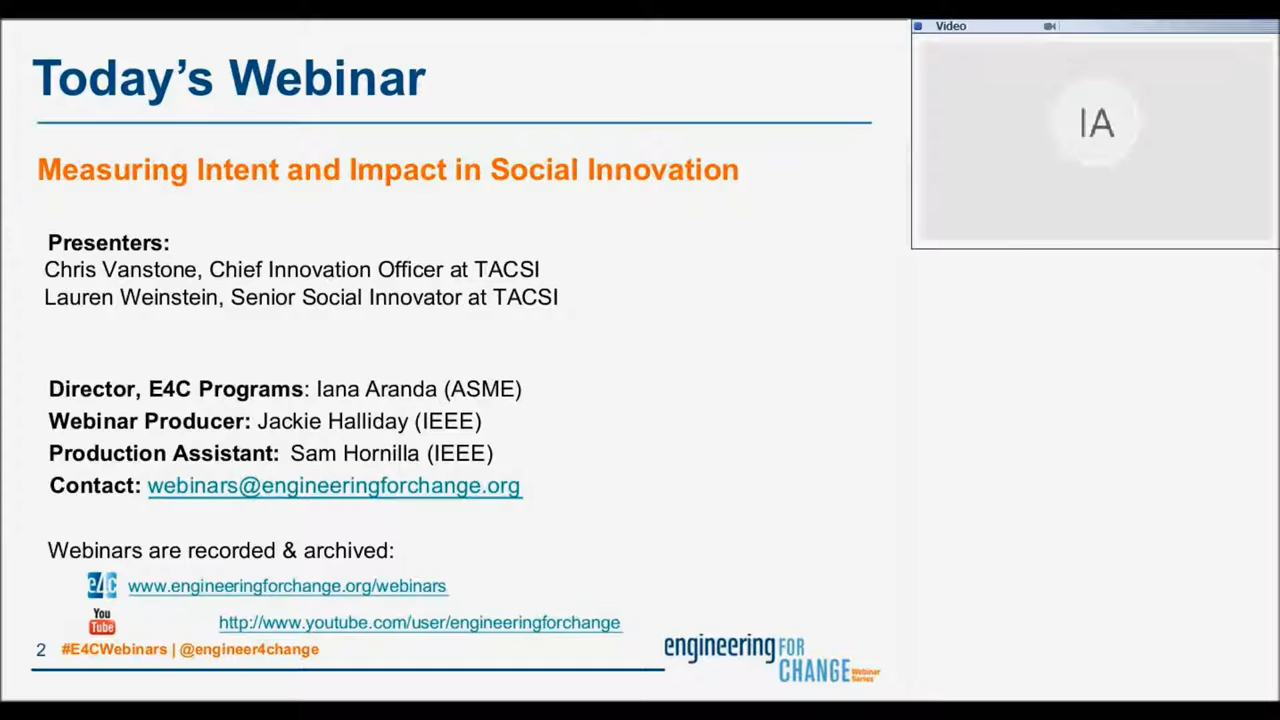 Today's Webinar
Measuring Intent and Impact in Social Innovation
Presenters:
Chris Vanstone, Chief Innovation Officer at TACSI
Lauren Weinstein, Senior Social Innovator at TACSI
Director, E4C Programs: Iana Aranda (ASME)
Webinar Producer: Jackie Halliday (IEEE)
Production Assistant: Sam Hornilla (IEEE)
Contact: webinars@engineeringforchange.org
Webinars are recorded & archived:
e4C www.engineeringforchange.org/webinars
You
Tube http://www.youtube.com/user/engineeringforchange
2 #E4CWebinars | @engineer4change
engineering FOR
CHANGE Webinar
Series
Video
IA